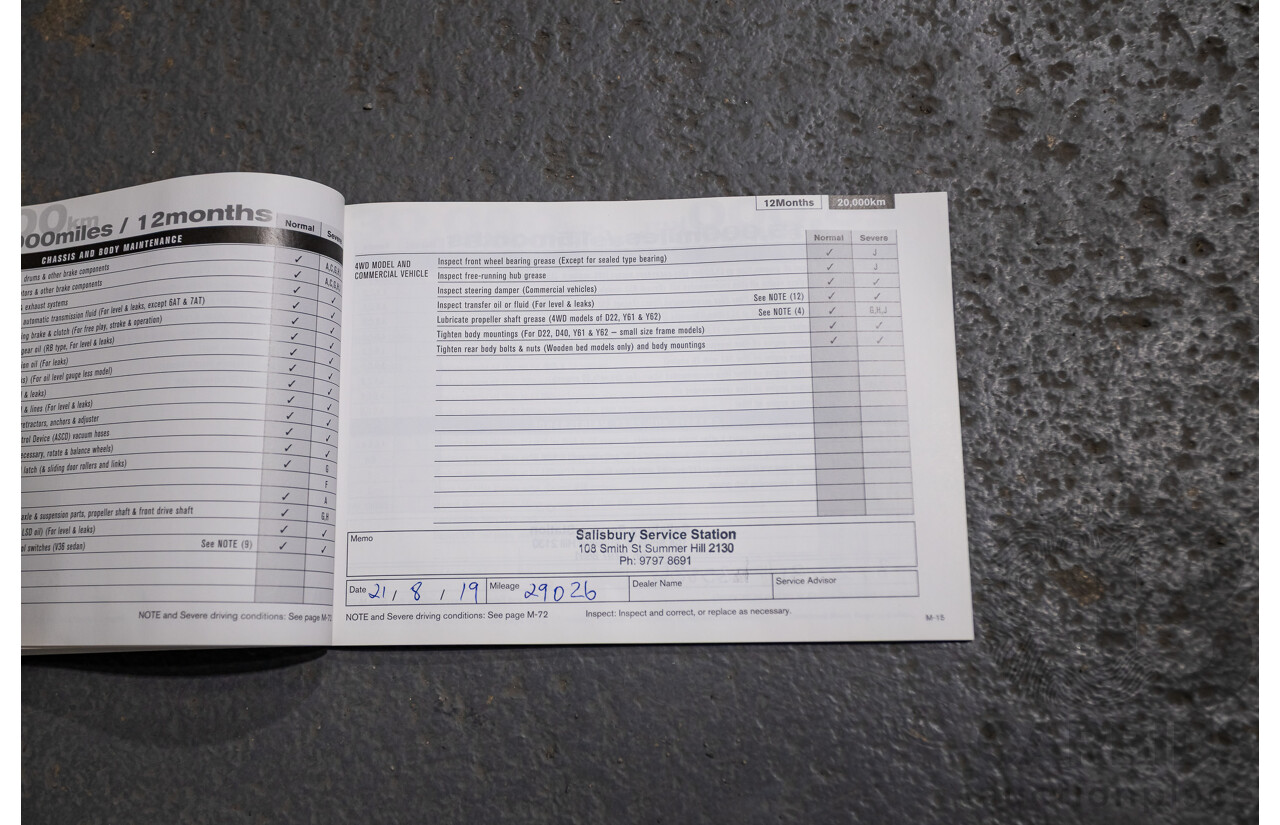 00km
000miles / 12months
Normal
CHASSIS AND BODY MAINTENANCE
drums & other brake components
✓ A,C,
& other brake components
✓ A,C,
& exhaust systems
✓ ✓
automatic transmission fluid (For level & leaks, except 6AT & 7AT)
✓ ✓
brake & clutch (For free play, stroke & operation)
✓ ✓
gear oil (RB type, For level & leaks)
✓ ✓
oil (For leaks)
✓ ✓
(For oil level gauge less model)
✓ ✓
& leaks)
✓ ✓
& lines (For level & leaks)
✓ ✓
retractors, anchors & adjuster
✓ ✓
Device (ASCD) vacuum hoses
✓ ✓
necessary, rotate & balance wheels)
✓ ✓
latch (& sliding door rollers and links)
✓ G
F
✓ A
axle & suspension parts, propeller shaft & front drive shaft
✓ G,H
LSD oil) (For level & leaks)
✓ ✓
switches (V36 sedan) See NOTE (9)
✓ ✓
NOTE and Severe driving conditions: See page
12Months 20,000km
Normal Severe
4WD MODEL AND
COMMERCIAL VEHICLE
Inspect front wheel bearing grease (Except for sealed type bearing) ✓ J
Inspect free-running hub grease ✓ J
Inspect steering damper (Commercial vehicles) ✓ ✓
Inspect transfer oil or fluid (For level & leaks) See NOTE (12) ✓ ✓
Lubricate propeller shaft grease (4WD models of D22, Y61 & Y62) See NOTE (4) ✓ G,H,J
Tighten body mountings (For D22, D40, Y61 & Y62 – small size frame models) ✓ ✓
Tighten rear body bolts & nuts (Wooden bed models only) and body mountings ✓ ✓
Memo
Salisbury Service Station
108 Smith St Summer Hill 2130
Ph: 9797 8691
Date 21 / 8 / 19 Mileage 29026 Dealer Name Service Advisor
NOTE and Severe driving conditions: See page M-72 Inspect: Inspect and correct, or replace as necessary.
M-15